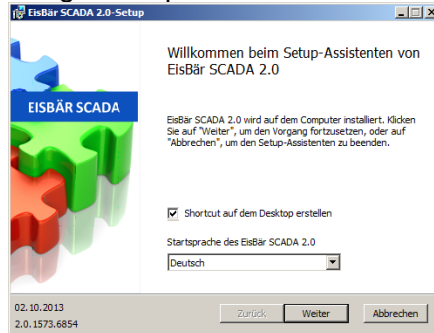 EisBär SCADA 2.0-Setup
Willkommen beim Setup-Assistenten von
EisBär SCADA 2.0
EISBÄR SCADA
EisBär SCADA 2.0 wird auf dem Computer installiert. Klicken
Sie auf "Weiter", um den Vorgang fortzusetzen, oder auf
"Abbrechen", um den Setup-Assistenten zu beenden.
Shortcut auf dem Desktop erstellen
Startsprache des EisBär SCADA 2.0
Deutsch
02.10.2013
2.0.1573.6854
Zurück Weiter Abbrechen